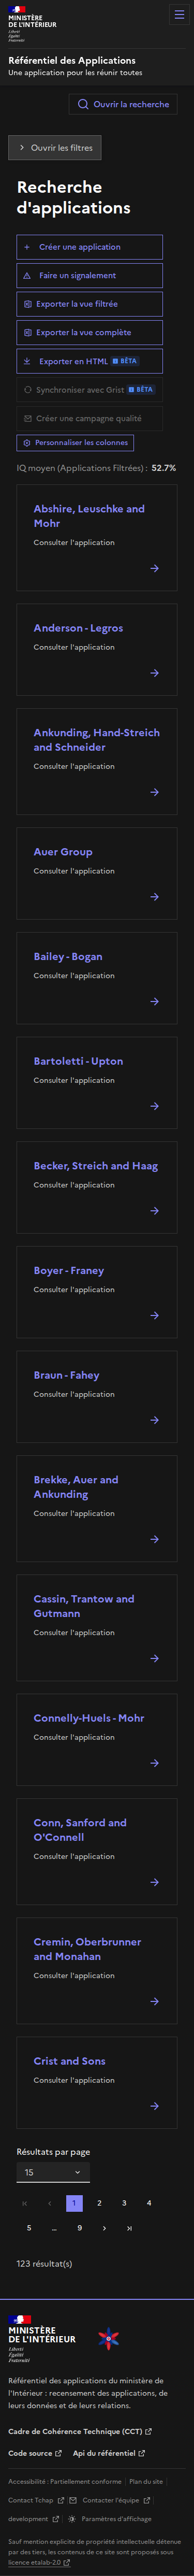 MINISTÈRE
DE L'INTÉRIEUR
Liberté
Égalité
Fraternité
Référentiel des Applications
Une application pour les réunir toutes
Ouvrir la recherche
Ouvrir les filtres
Recherche
d'applications
Créer une application
Faire un signalement
Exporter la vue filtrée
Exporter la vue complète
Exporter en HTML BÊTA
Synchroniser avec Grist BÊTA
Créer une campagne qualité
Personnaliser les colonnes
IQ moyen (Applications Filtrées) : 52.7%
Abshire, Leuschke and
Mohr
Consulter l'application
Anderson - Legros
Consulter l'application
Ankunding, Hand-Streich
and Schneider
Consulter l'application
Auer Group
Consulter l'application
Bailey - Bogan
Consulter l'application
Bartoletti - Upton
Consulter l'application
Becker, Streich and Haag
Consulter l'application
Boyer - Franey
Consulter l'application
Braun - Fahey
Consulter l'application
Brekke, Auer and
Ankunding
Consulter l'application
Cassin, Trantow and
Gutmann
Consulter l'application
Connelly-Huels - Mohr
Consulter l'application
Conn, Sanford and
O'Connell
Consulter l'application
Cremin, Oberbrunner
and Monahan
Consulter l'application
Crist and Sons
Consulter l'application
Résultats par page
15
1 2 3 4
5 … 9
123 résultat(s)
MINISTÈRE
DE L'INTÉRIEUR
Liberté
Égalité
Fraternité
Référentiel des applications du ministère de
l'Intérieur : recensement des applications, de
leurs données et de leurs relations.
Cadre de Cohérence Technique (CCT)
Code source Api du référentiel
Accessibilité : Partiellement conforme Plan du site
Contact Tchap Contacter l'équipe
development Paramètres d'affichage
Sauf mention explicite de propriété intellectuelle détenue
par des tiers, les contenus de ce site sont proposés sous
licence etalab-2.0